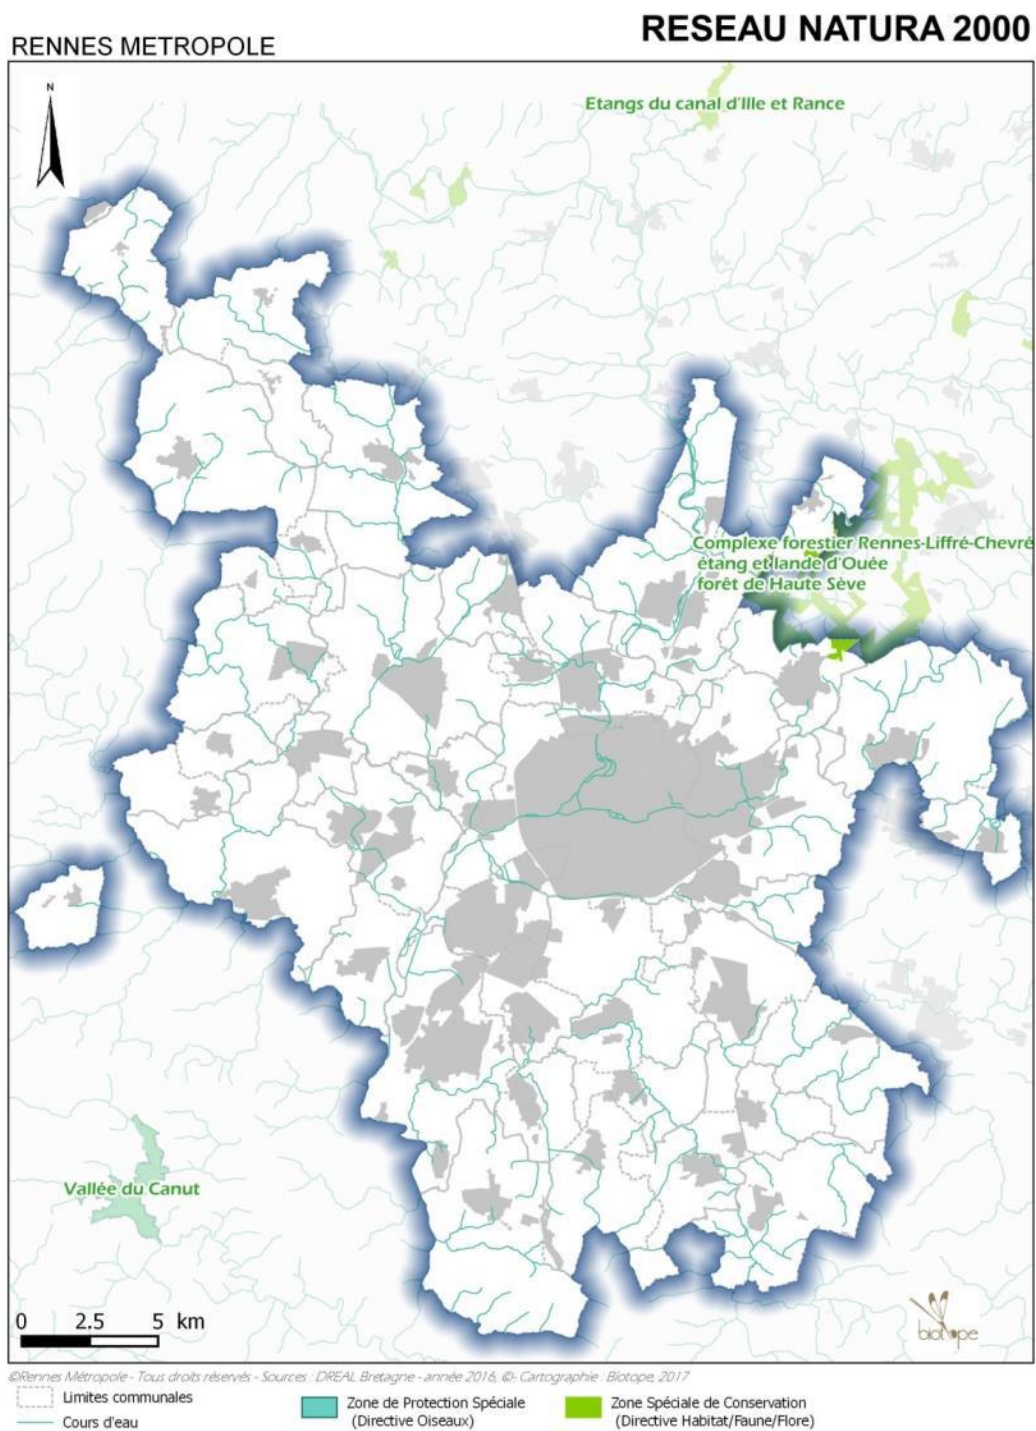 RENNES METROPOLE
RESEAU NATURA 2000
N
Etangs du canal d'Ille et Rance
Complexe forestier Rennes-Liffré-Chevré
étang et lande d'Ouée
forêt de Haute Sève
Vallée du Canut
0 2.5 5 km
biotope
©Rennes Métropole - Tous droits réservés - Sources : DREAL Bretagne - année 2016, ©- Cartographie : Biotope, 2017
Limites communales
Cours d'eau
Zone de Protection Spéciale
(Directive Oiseaux)
Zone Spéciale de Conservation
(Directive Habitat/Faune/Flore)